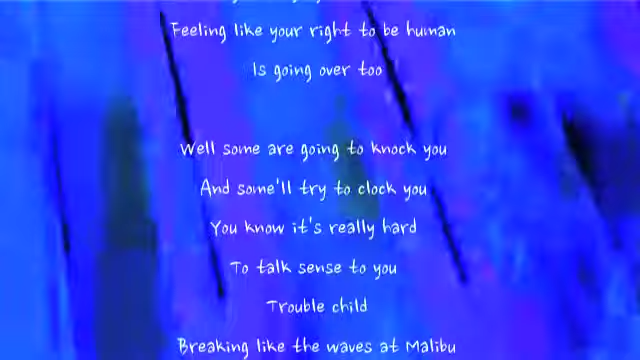 Feeling like your right to be human
Is going over too
Well some are going to knock you
And some'll try to clock you
You know it's really hard
To talk sense to you
Trouble child
Breaking like the waves at Malibu